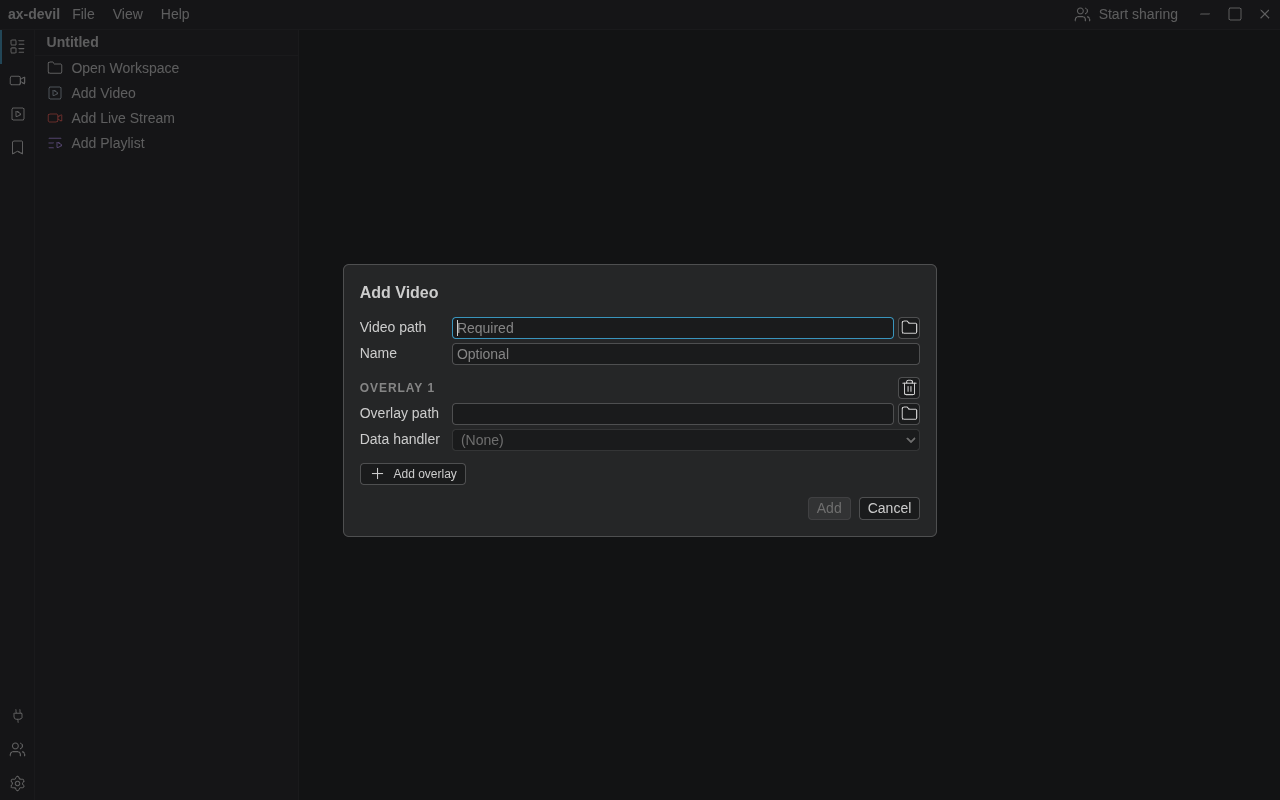 ax-devil File View Help Start sharing
Untitled
Open Workspace
Add Video
Add Live Stream
Add Playlist
Add Video
Video path Required
Name Optional
OVERLAY 1
Overlay path
Data handler (None)
Add overlay
Add Cancel